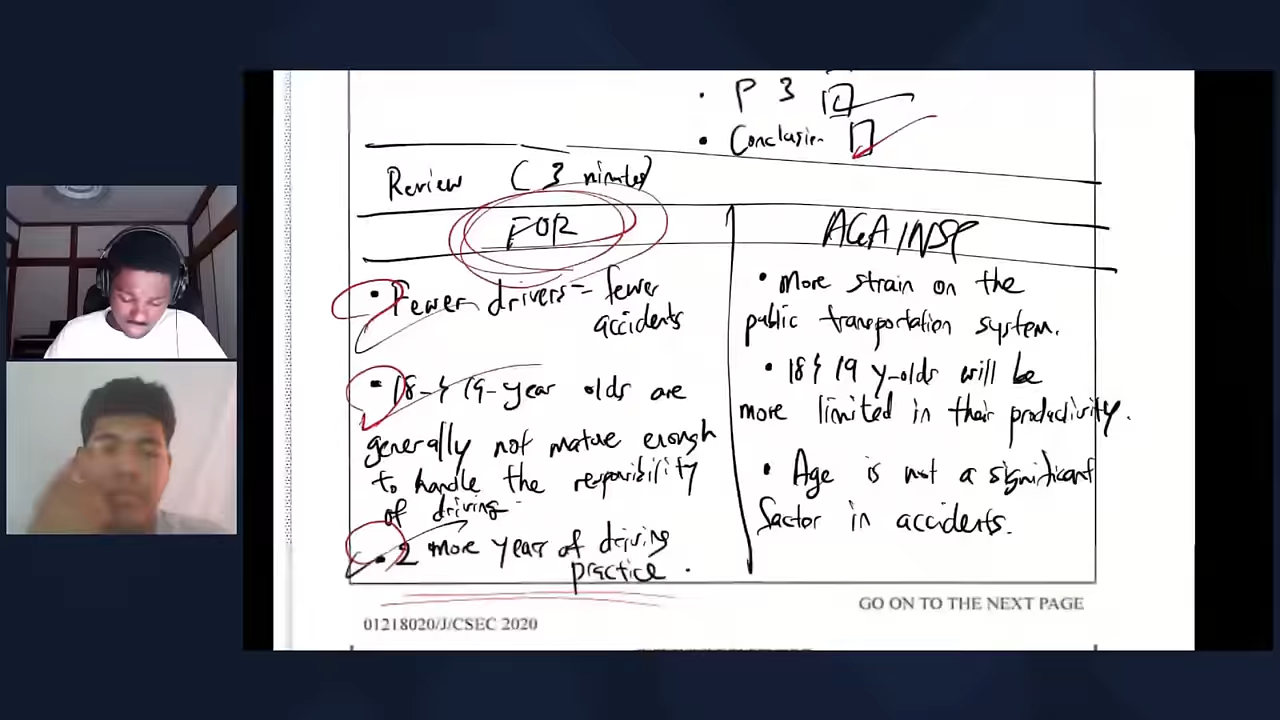 • P 3
• Conclusion
Review (3 minutes)
FOR
AGAINST
• Fewer drivers = fewer
accidents
• 18- & 19-year olds are
generally not mature enough
to handle the responsibility
of driving
• 2 more year of driving
practice.
• More strain on the
public transportation system.
• 18 & 19 y-olds will be
more limited in their productivity.
• Age is not a significant
factor in accidents.
GO ON TO THE NEXT PAGE
01218020/J/CSEC 2020